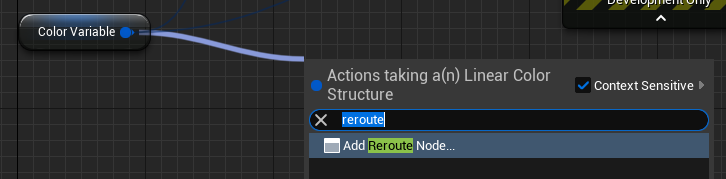 Development Only
Color Variable
Actions taking a(n) Linear Color
Structure
Context Sensitive
reroute
Add Reroute Node...